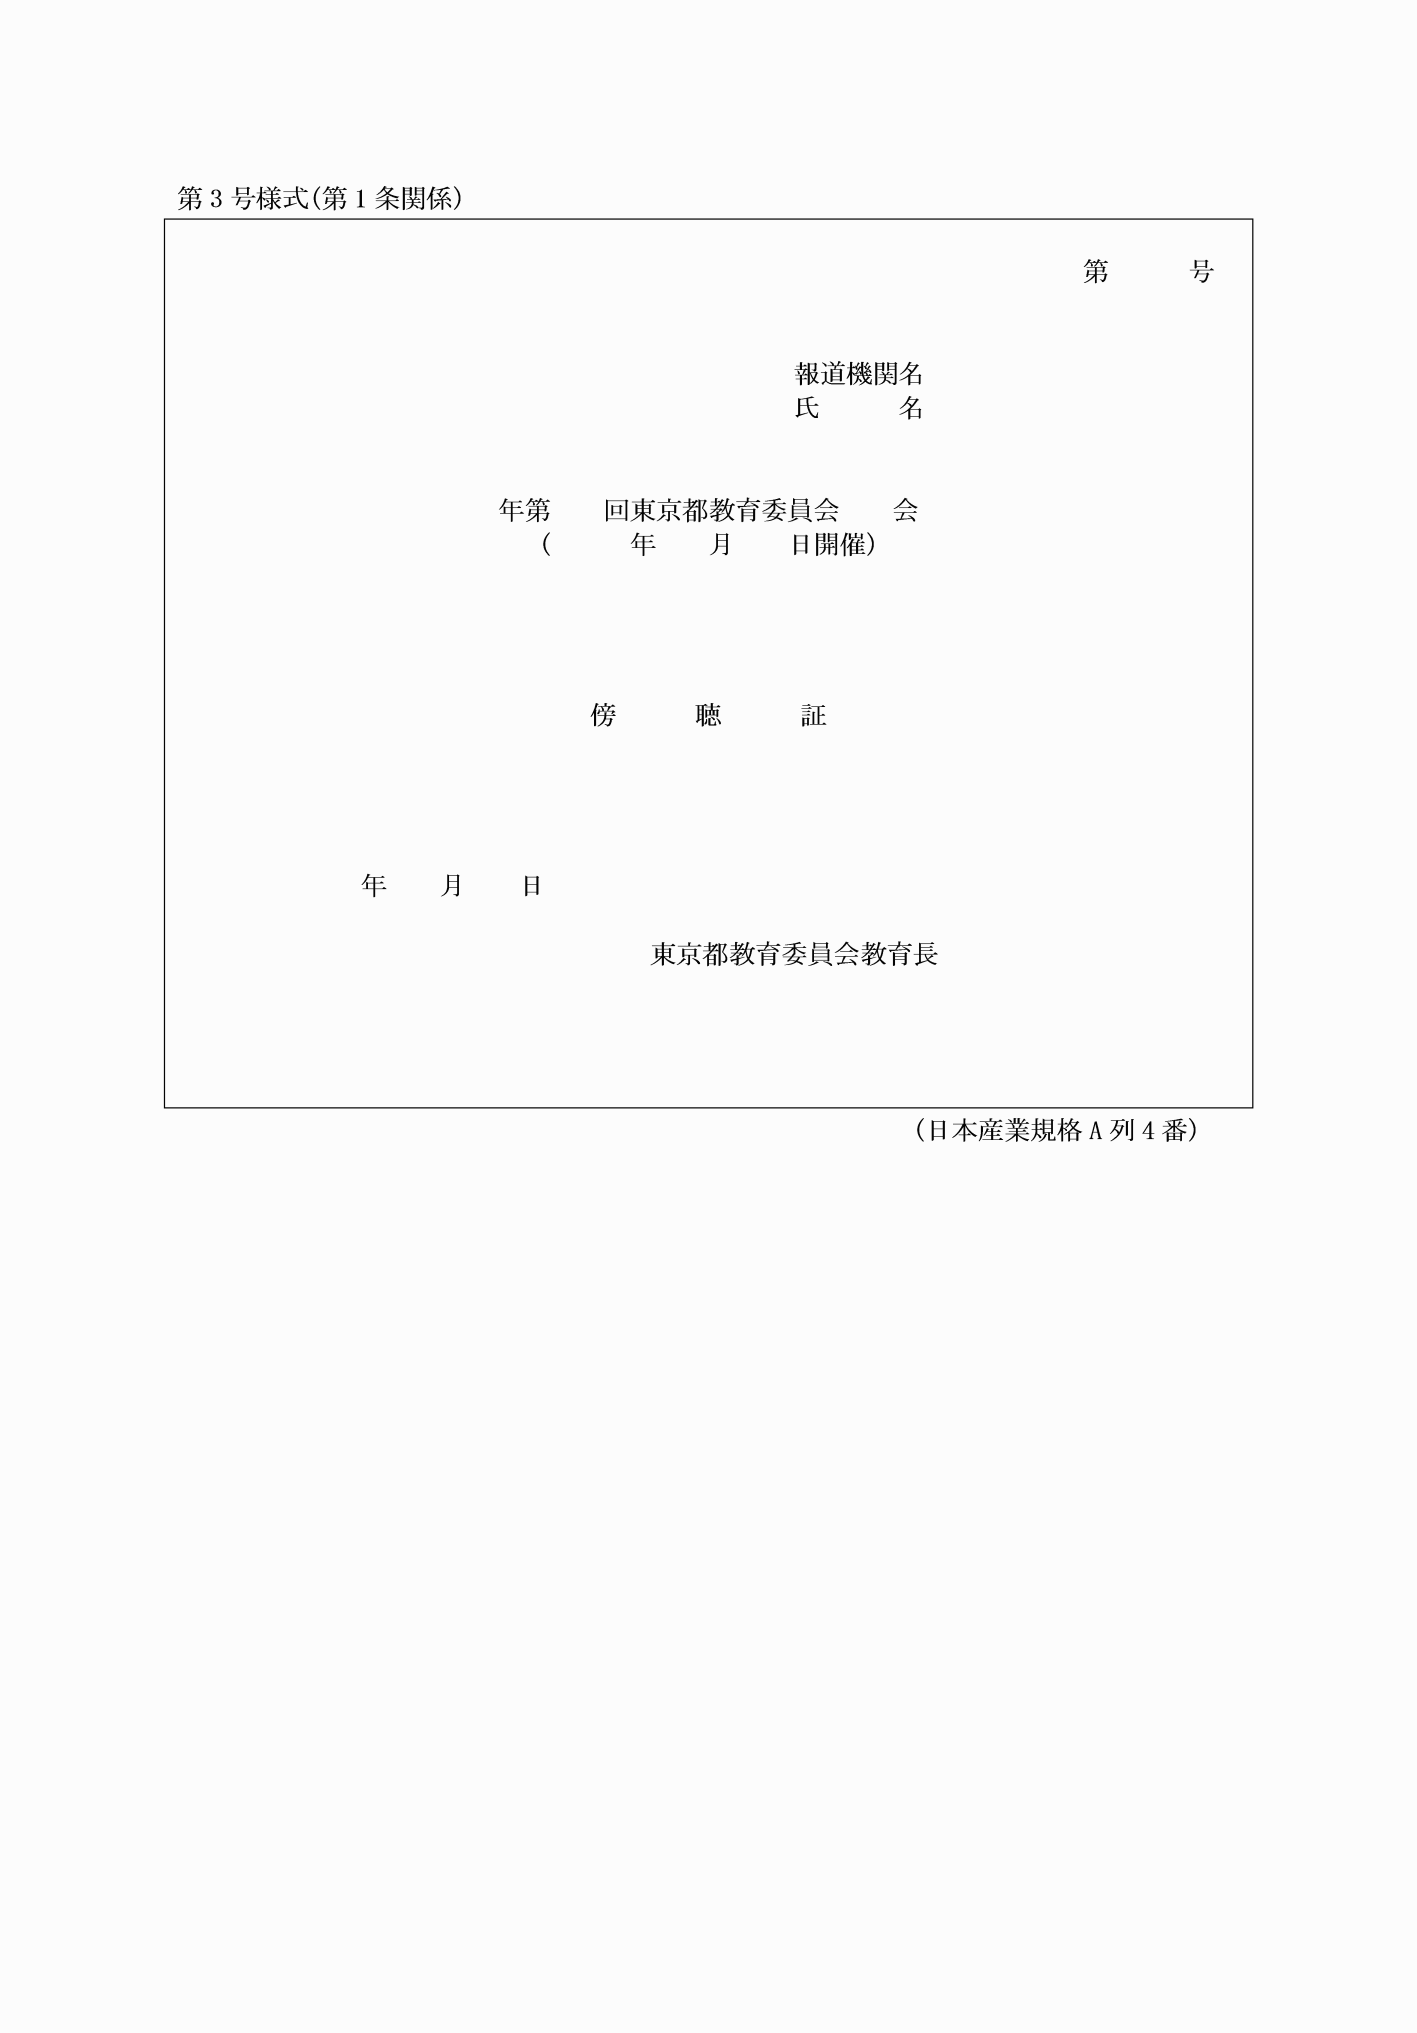 第３号様式(第１条関係)
第　　　号
報道機関名
氏　　　名
年第　　回東京都教育委員会　　会
(　　　年　　月　　日開催)
傍　　　聴　　　証
年　　月　　日
東京都教育委員会教育長
(日本産業規格Ａ列４番)